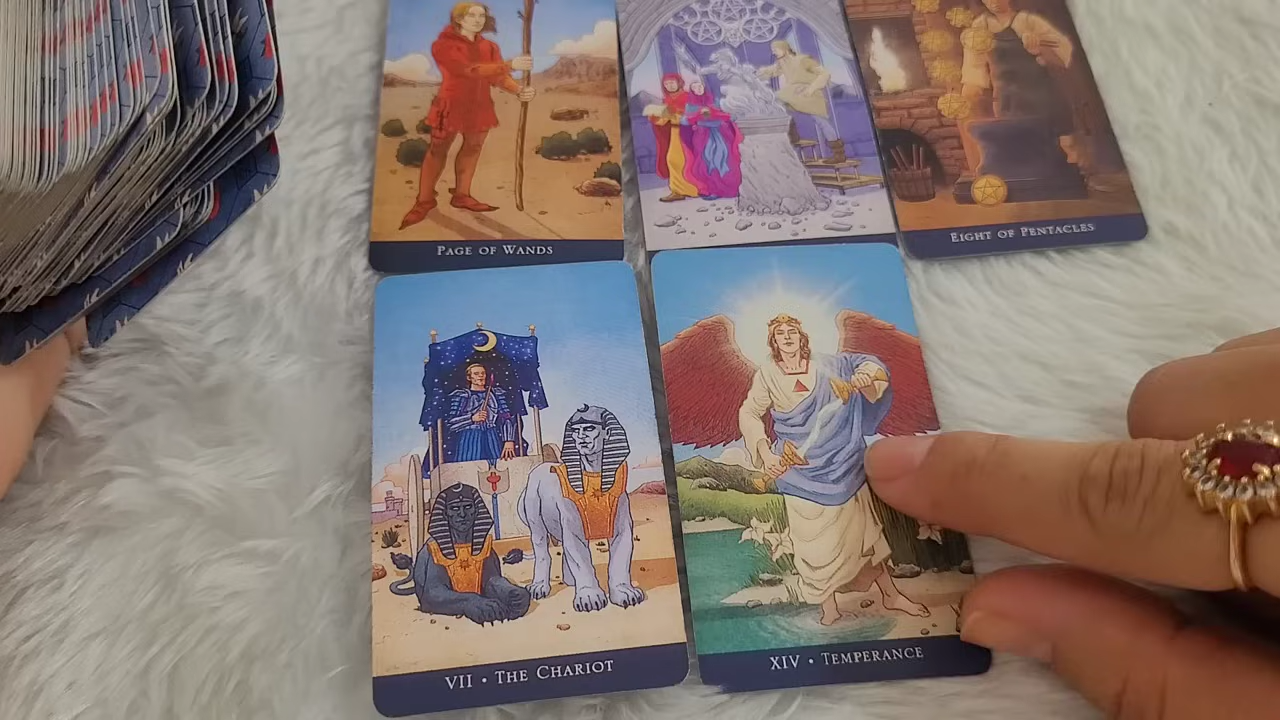 PAGE OF WANDS
EIGHT OF PENTACLES
VII • THE CHARIOT
XIV • TEMPERANCE